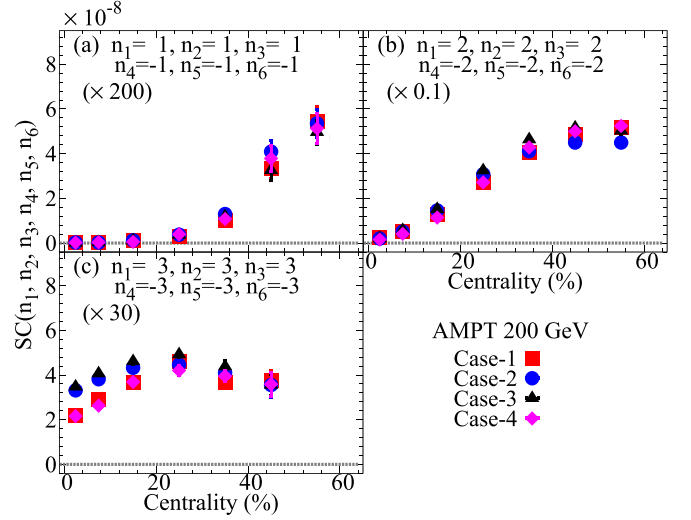 × 10⁻⁸
(a) n₁= 1, n₂= 1, n₃= 1
n₄=-1, n₅=-1, n₆=-1
(× 200)
(b) n₁= 2, n₂= 2, n₃= 2
n₄=-2, n₅=-2, n₆=-2
(× 0.1)
8
6
4
2
0
0 20 40 60
Centrality (%)
SC(n₁, n₂, n₃, n₄, n₅, n₆)
(c) n₁= 3, n₂= 3, n₃= 3
n₄=-3, n₅=-3, n₆=-3
(× 30)
8
6
4
2
0
0 20 40 60
Centrality (%)
AMPT 200 GeV
Case-1
Case-2
Case-3
Case-4